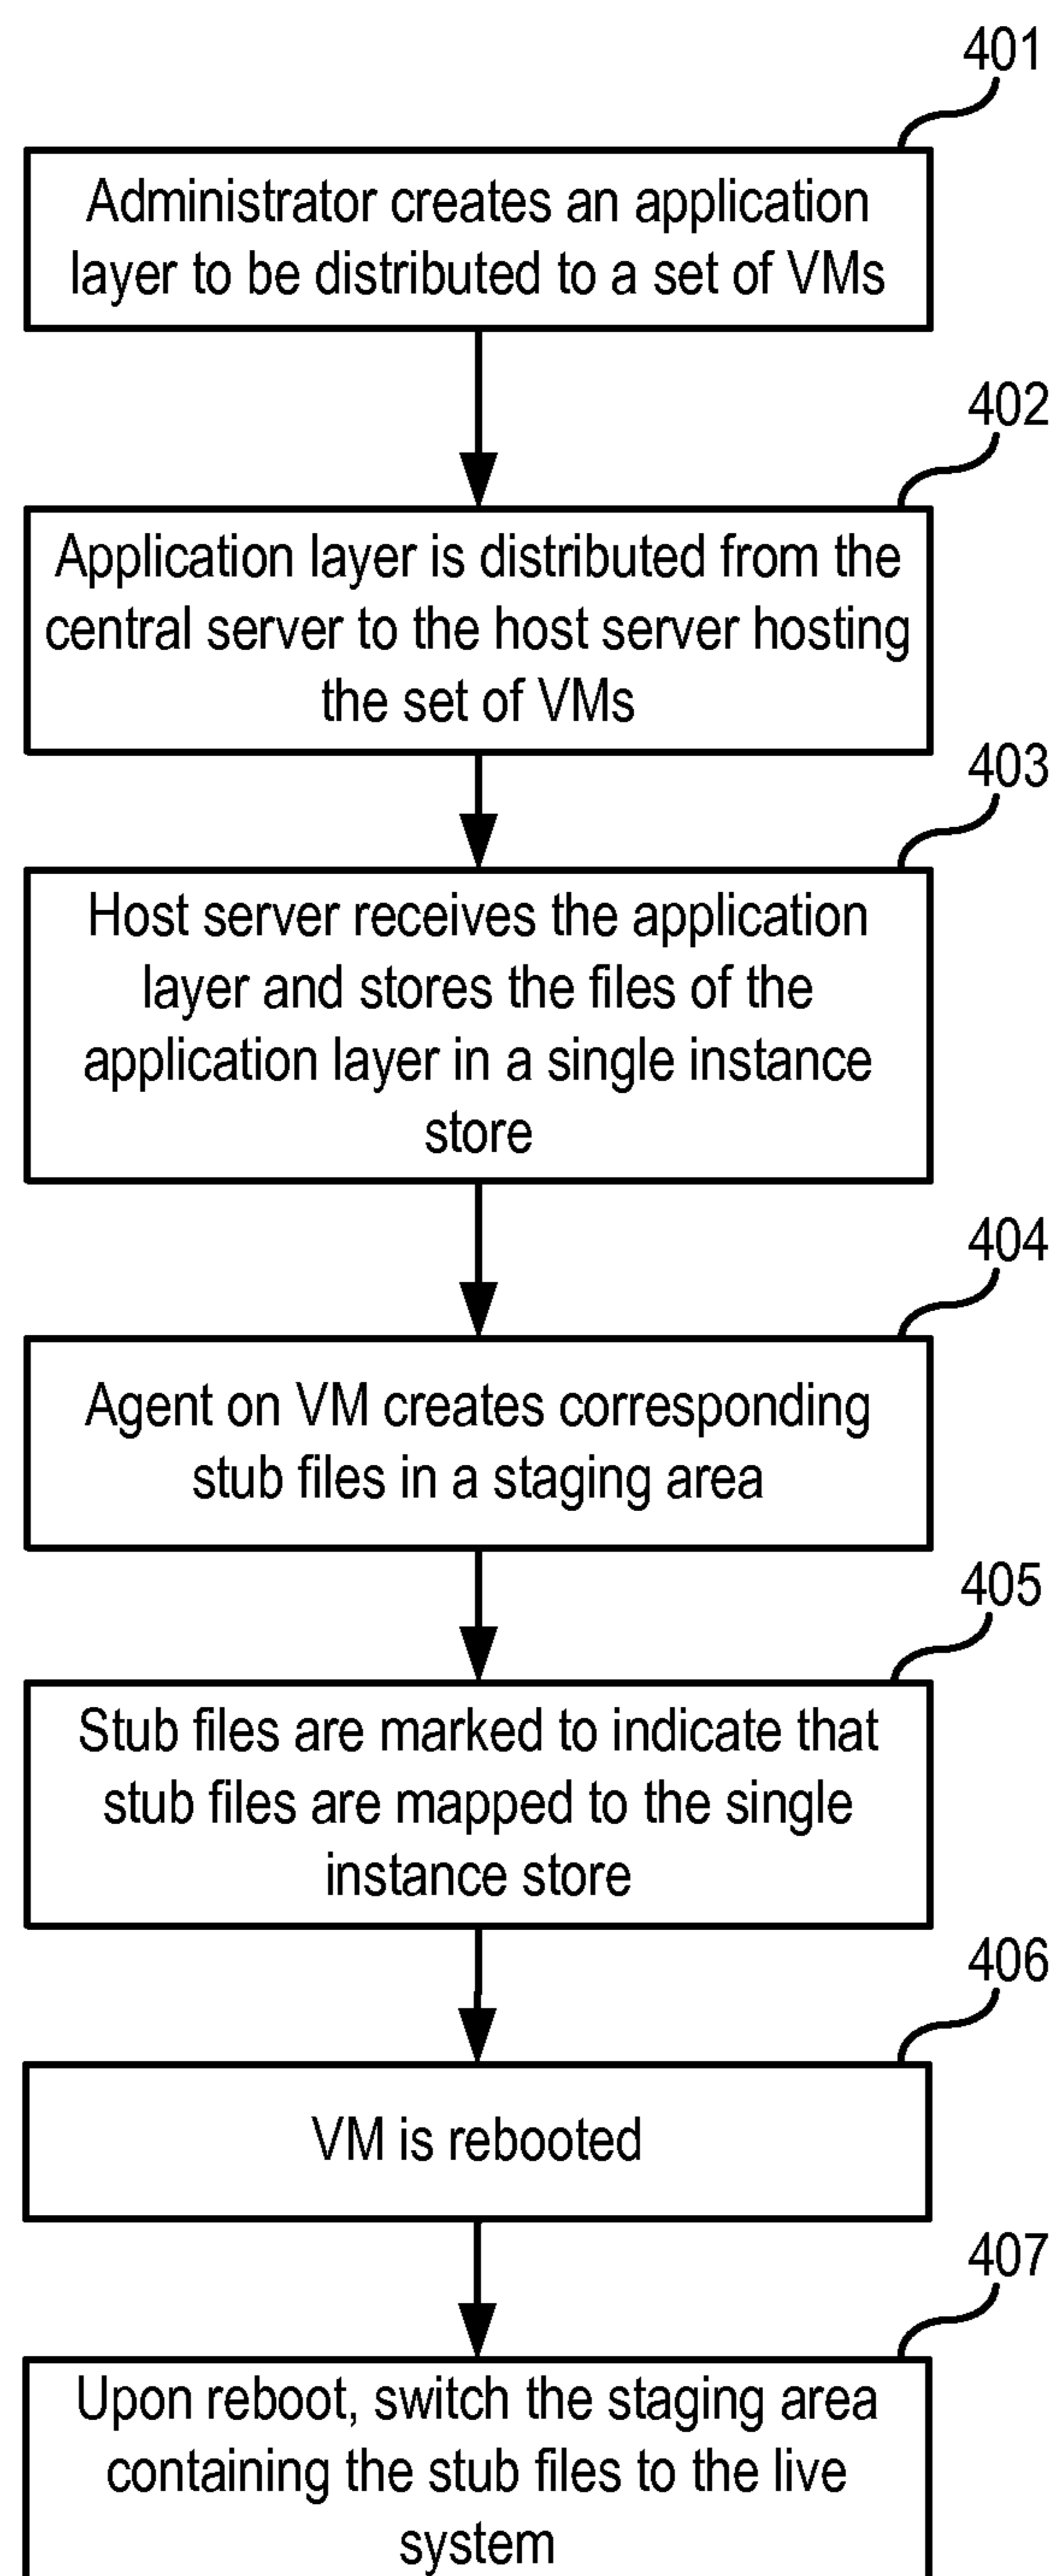 401
Administrator creates an application
layer to be distributed to a set of VMs
402
Application layer is distributed from the
central server to the host server hosting
the set of VMs
403
Host server receives the application
layer and stores the files of the
application layer in a single instance
store
404
Agent on VM creates corresponding
stub files in a staging area
405
Stub files are marked to indicate that
stub files are mapped to the single
instance store
406
VM is rebooted
407
Upon reboot, switch the staging area
containing the stub files to the live
system